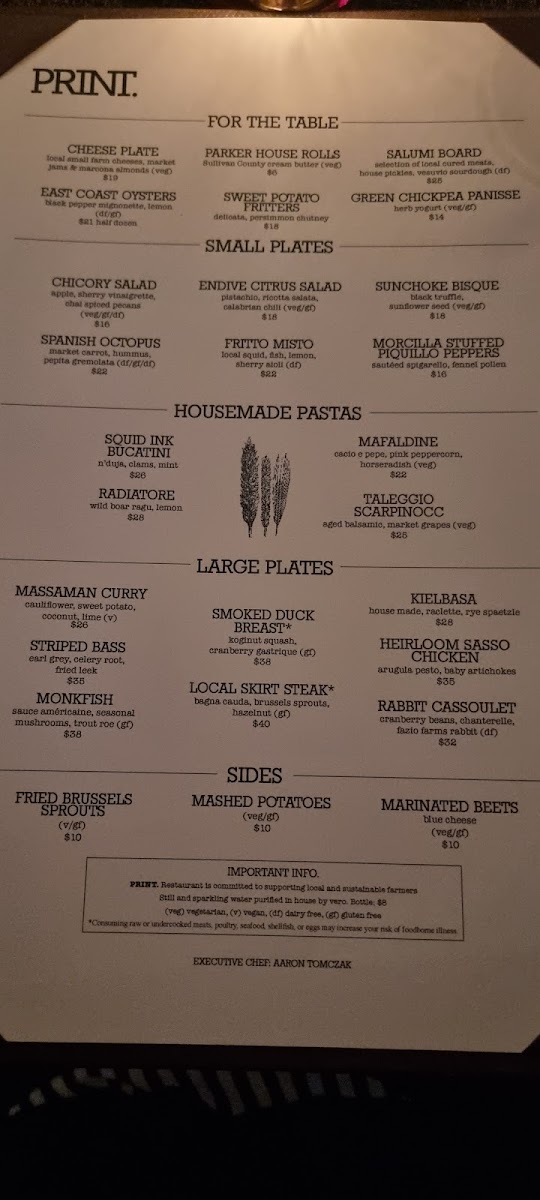 PRINT.
FOR THE TABLE
CHEESE PLATE
local small farm cheeses, market
jams & marcona almonds (veg)
$19
PARKER HOUSE ROLLS
Sullivan County cream butter (veg)
$6
SALUMI BOARD
selection of local cured meats,
house pickles, vesuvio sourdough (df)
$25
EAST COAST OYSTERS
black pepper mignonette, lemon
(df/gf)
$21 half dozen
SWEET POTATO
FRITTERS
delicata, persimmon chutney
$16
GREEN CHICKPEA PANISSE
herb yogurt (veg/gf)
$14
SMALL PLATES
CHICORY SALAD
apple, sherry vinaigrette,
chai spiced pecans
(veg/gf/df)
$16
ENDIVE CITRUS SALAD
pistachio, ricotta salata,
calabrian chili (veg/gf)
$18
SUNCHOKE BISQUE
black truffle,
sunflower seed (veg/gf)
$18
SPANISH OCTOPUS
market carrot, hummus,
pepita gremolata (df/gf/df)
$22
FRITTO MISTO
local squid, fish, lemon,
sherry aioli (df)
$22
MORCILLA STUFFED
PIQUILLO PEPPERS
sautéed spigarello, fennel pollen
$16
HOUSEMADE PASTAS
SQUID INK
BUCATINI
n'duja, clams, mint
$26
MAFALDINE
cacio e pepe, pink peppercorn,
horseradish (veg)
$22
RADIATORE
wild boar ragu, lemon
$28
TALEGGIO
SCARPINOCC
aged balsamic, market grapes (veg)
$25
LARGE PLATES
MASSAMAN CURRY
cauliflower, sweet potato,
coconut, lime (v)
$26
SMOKED DUCK
BREAST*
koginut squash,
cranberry gastrique (gf)
$38
KIELBASA
house made, raclette, rye spaetzle
$28
STRIPED BASS
earl grey, celery root,
fried leek
$35
LOCAL SKIRT STEAK*
bagna cauda, brussels sprouts,
hazelnut (gf)
$40
HEIRLOOM SASSO
CHICKEN
arugula pesto, baby artichokes
$35
MONKFISH
sauce américaine, seasonal
mushrooms, trout roe (gf)
$38
RABBIT CASSOULET
cranberry beans, chanterelle,
fazio farms rabbit (df)
$32
SIDES
FRIED BRUSSELS
SPROUTS
(v/gf)
$10
MASHED POTATOES
(veg/gf)
$10
MARINATED BEETS
blue cheese
(veg/gf)
$10
IMPORTANT INFO.
PRINT. Restaurant is committed to supporting local and sustainable farmers
Still and sparkling water purified in house by vero. Bottle: $8
(veg) vegetarian, (v) vegan, (df) dairy free, (gf) gluten free
*Consuming raw or undercooked meats, poultry, seafood, shellfish, or eggs may increase your risk of foodborne illness
EXECUTIVE CHEF: AARON TOMCZAK